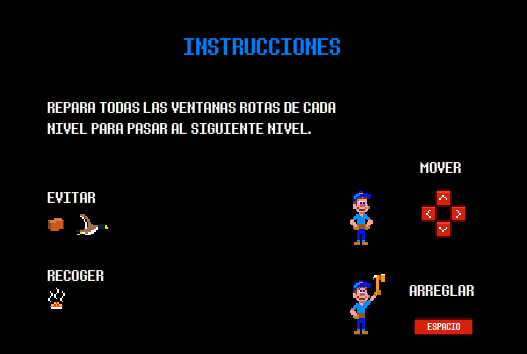 INSTRUCCIONES
REPARA TODAS LAS VENTANAS ROTAS DE CADA
NIVEL PARA PASAR AL SIGUIENTE NIVEL.
MOVER
EVITAR
RECOGER
ARREGLAR
ESPACIO